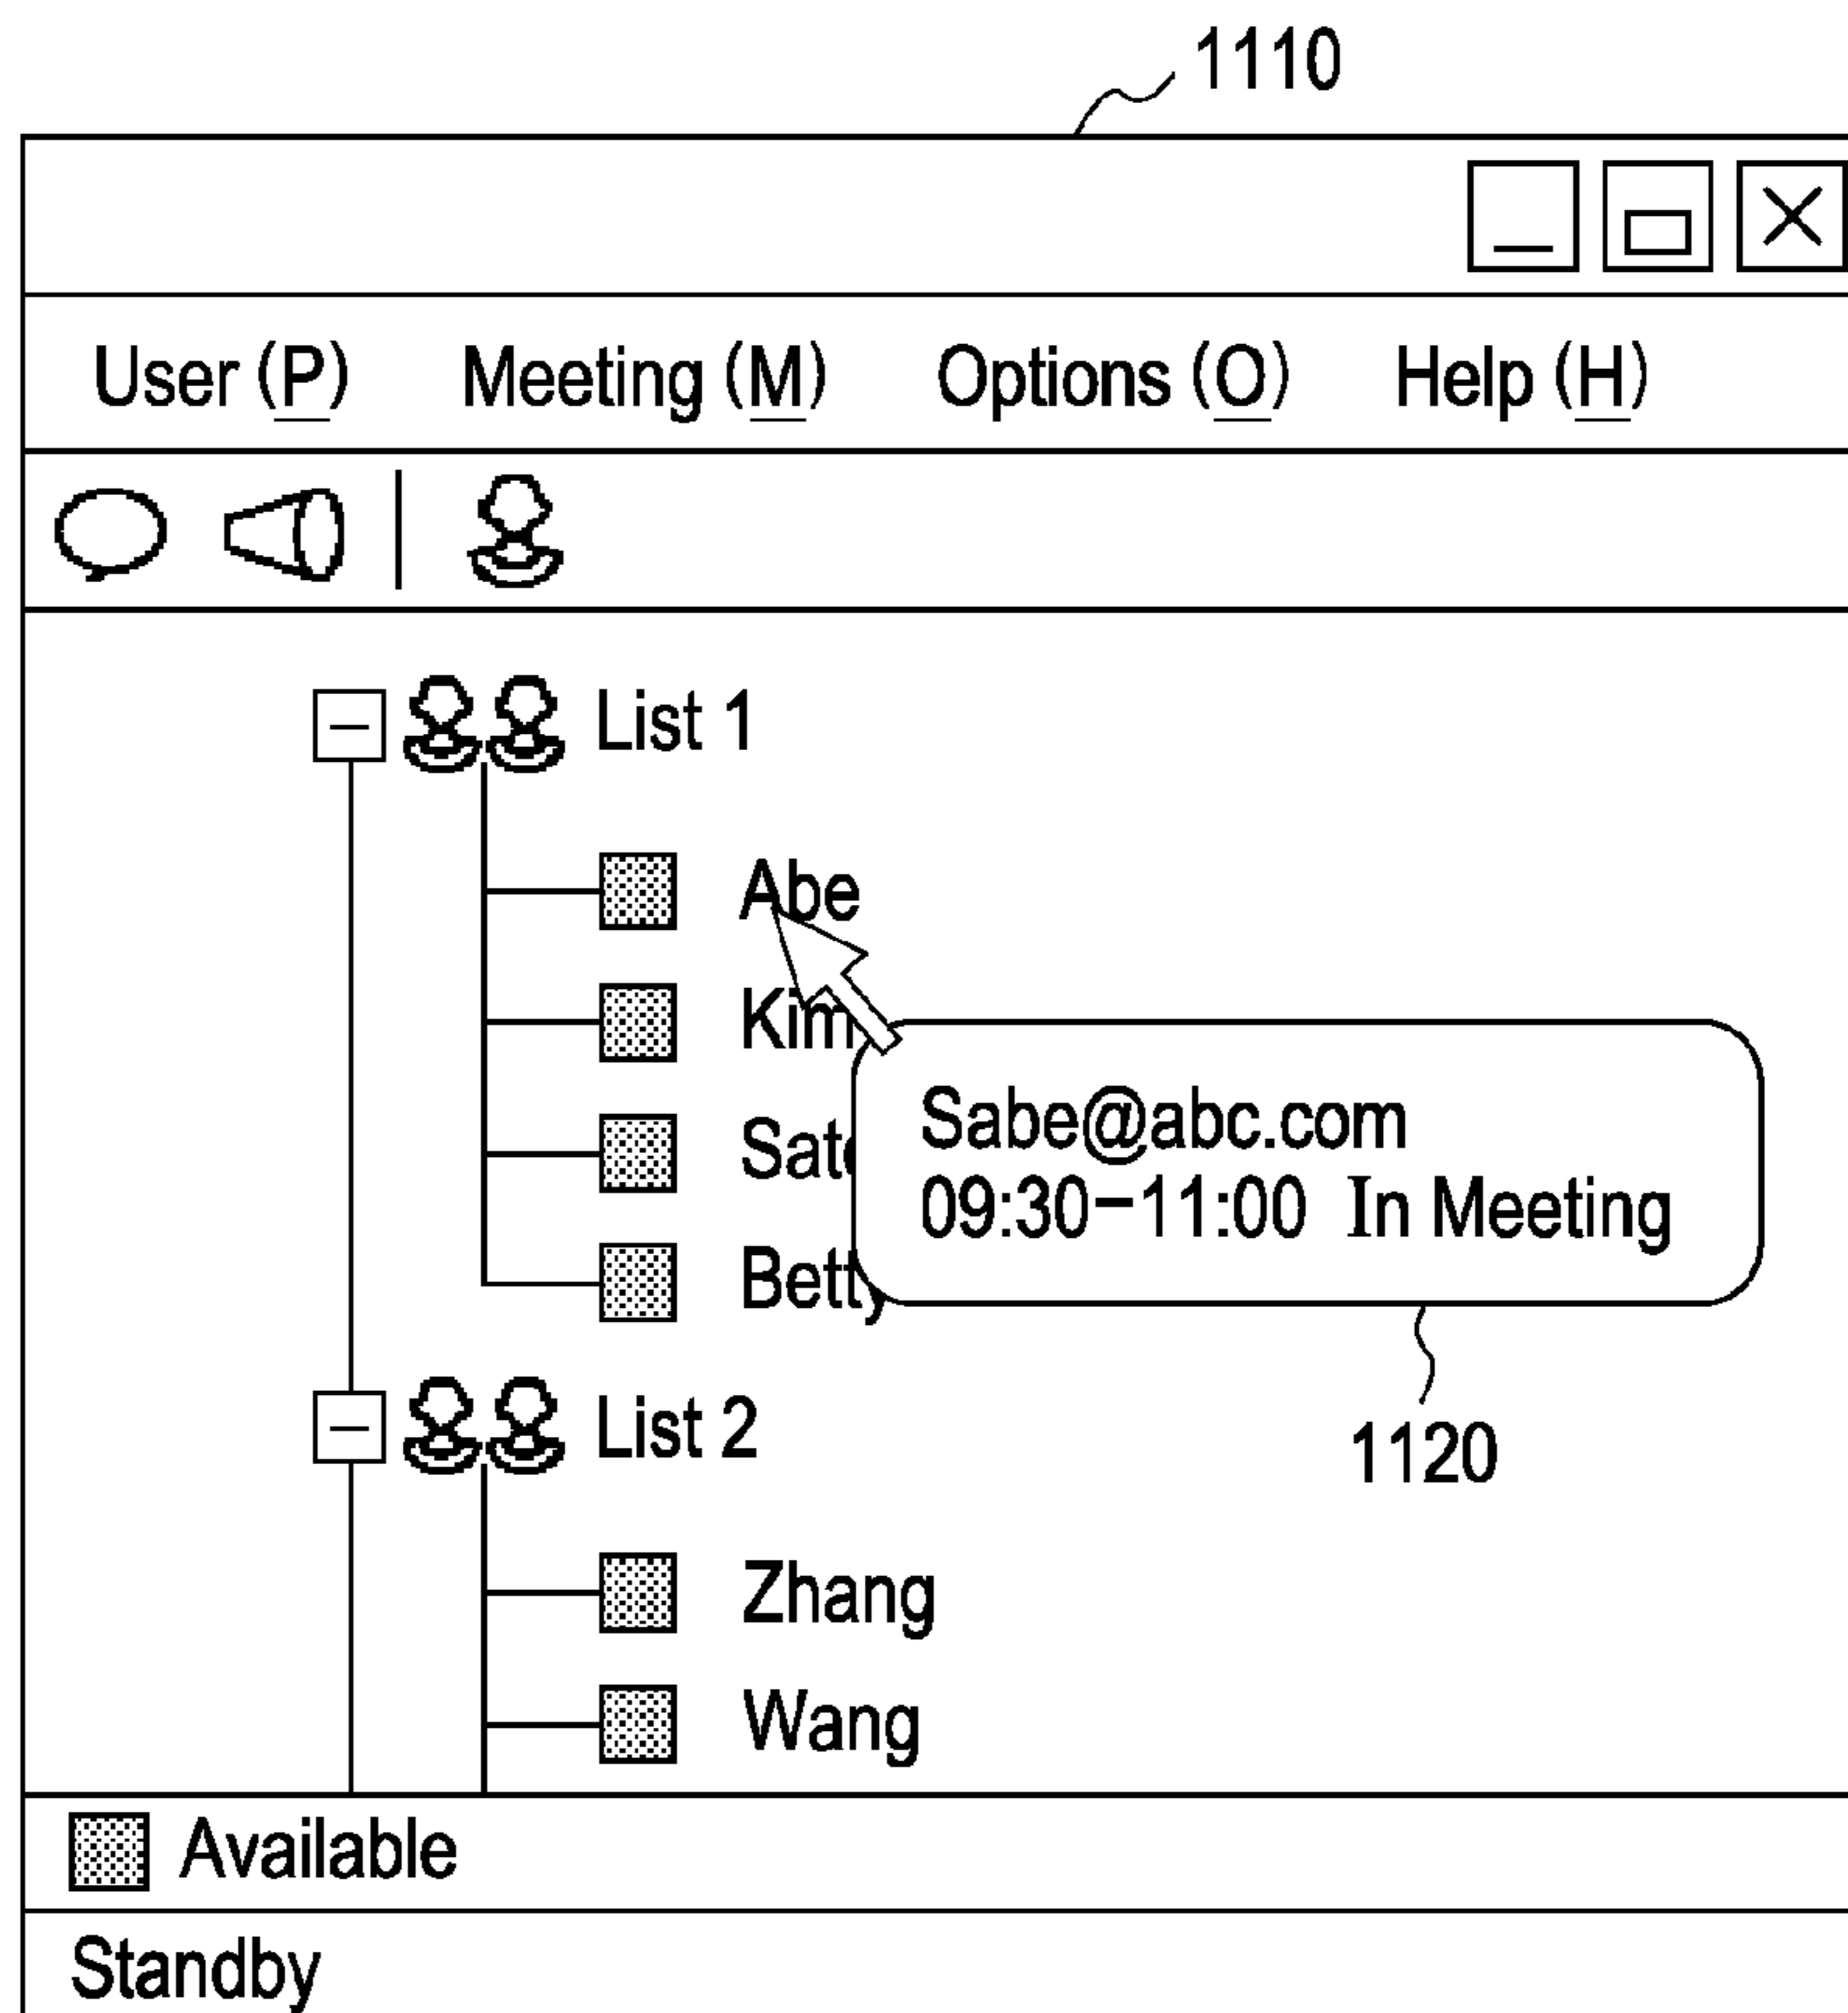 1110
User (P) Meeting (M) Options (O) Help (H)
List 1
Abe
Kim
Sabe@abc.com
09:30–11:00 In Meeting
Betty
List 2
1120
Zhang
Wang
Available
Standby